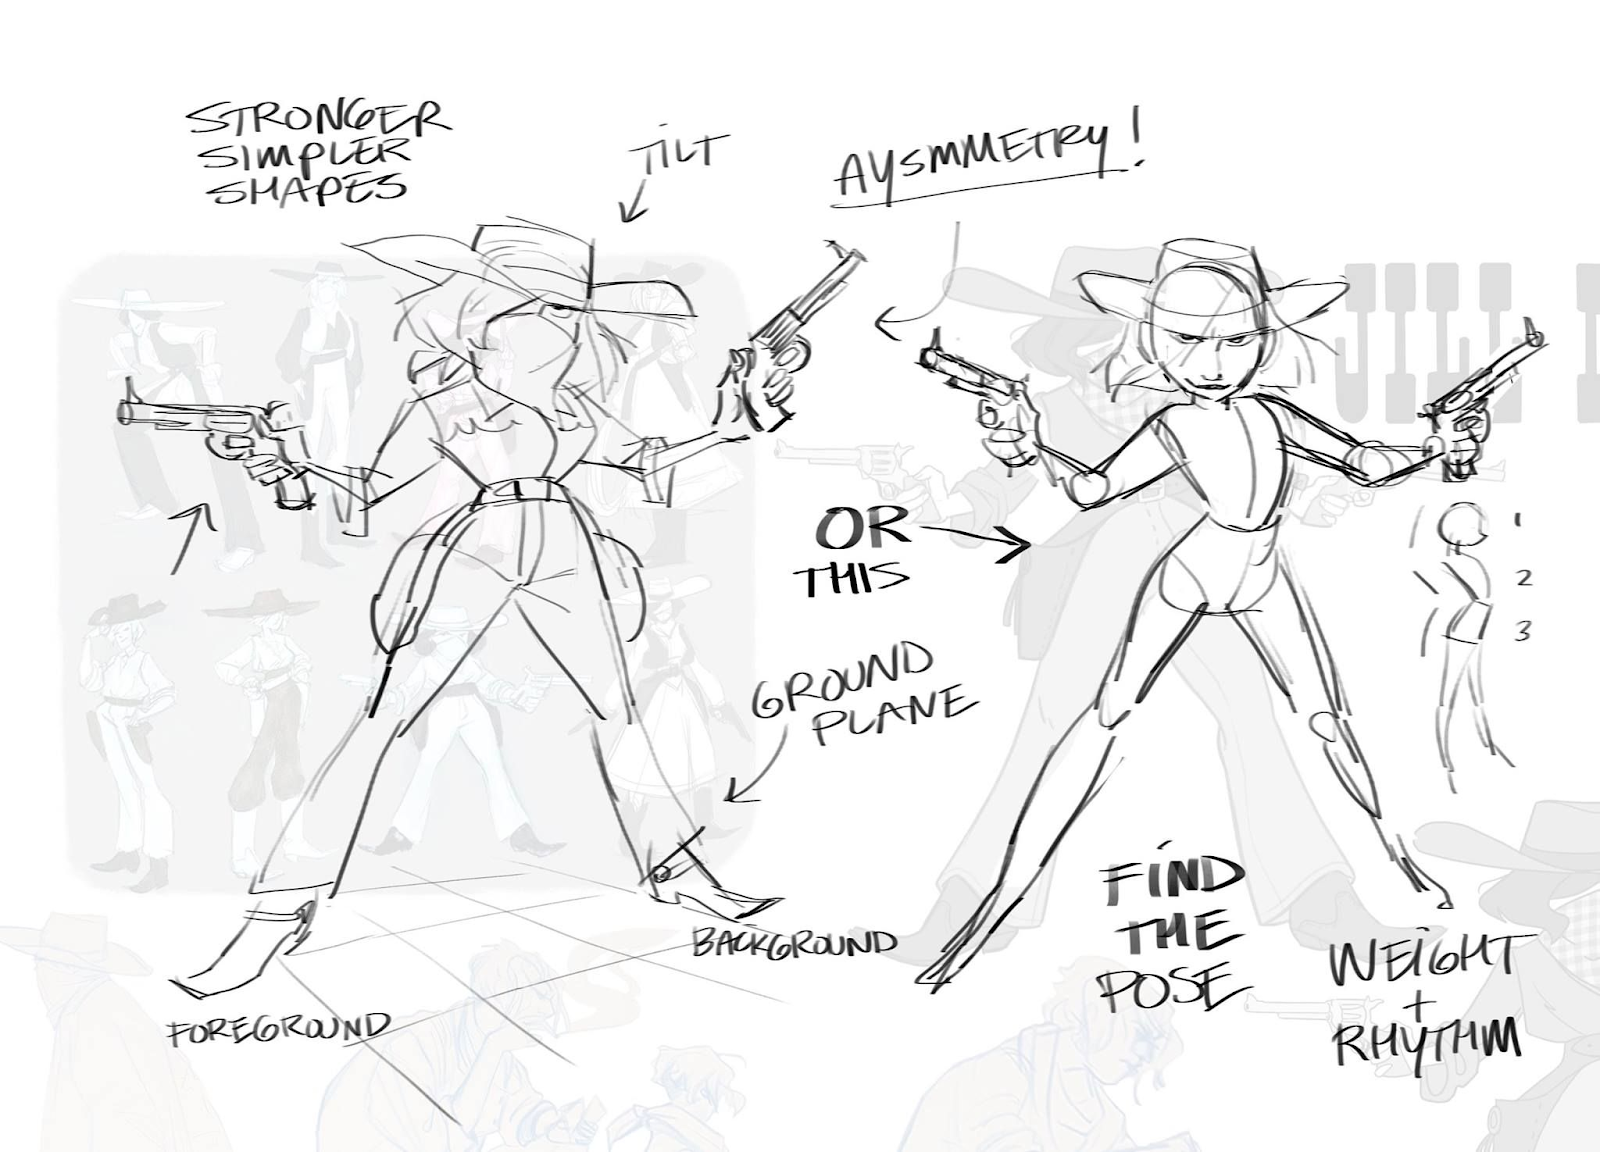 STRONGER
SIMPLER
SHAPES
TILT
AYSMMETRY!
JILL
OR
THIS
1
2
3
GROUND
PLANE
BACKGROUND
FOREGROUND
FIND
THE
POSE
WEIGHT
+
RHYTHM